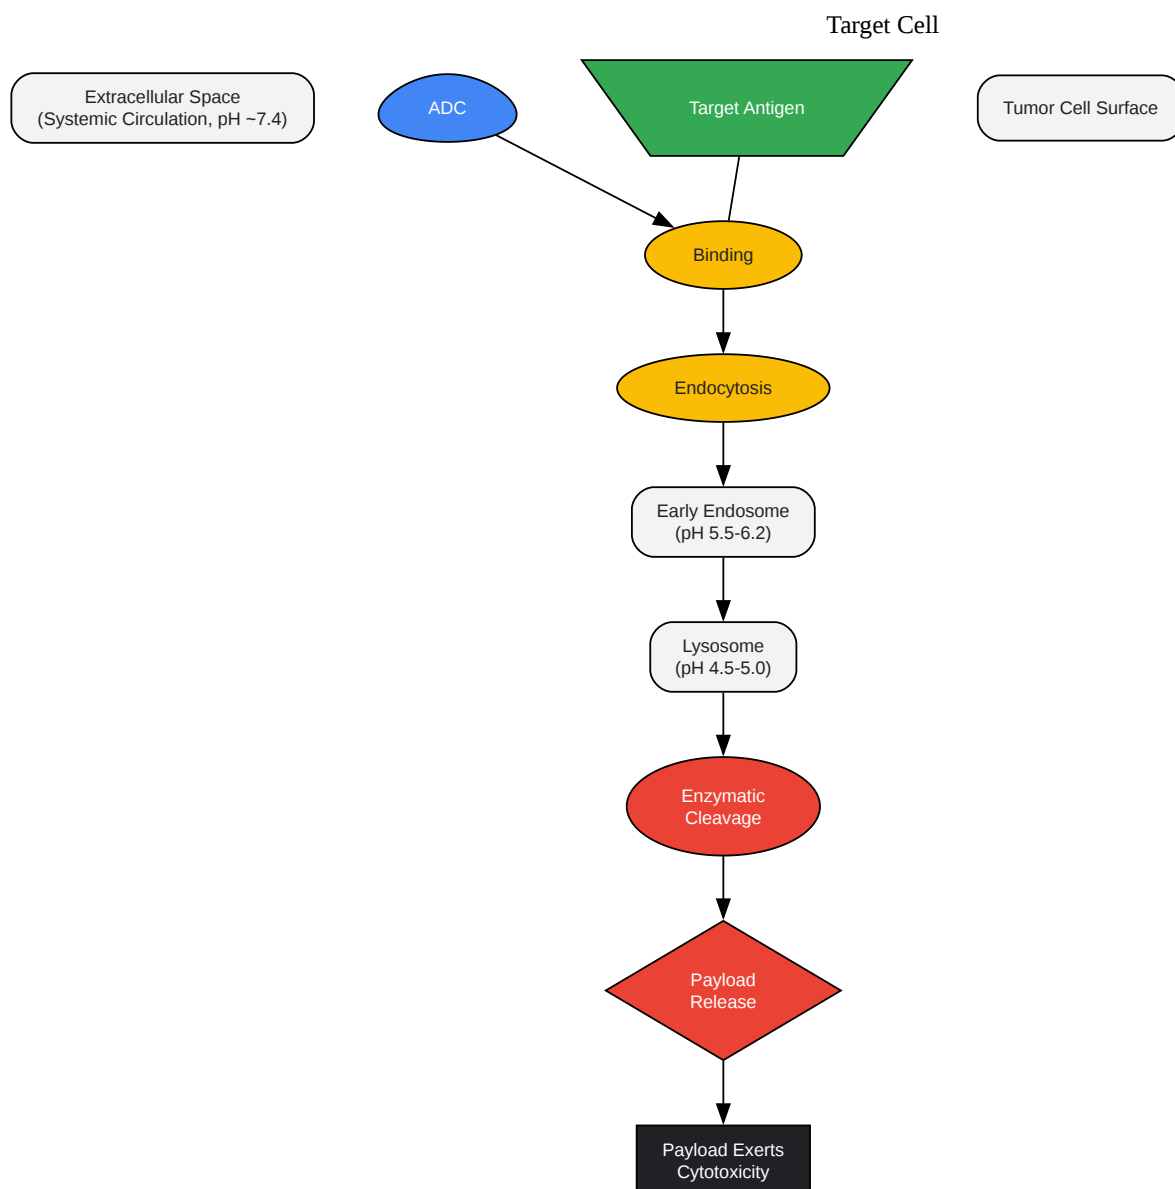 Target Cell
Extracellular Space
(Systemic Circulation, pH ~7.4)
ADC
Target Antigen
Tumor Cell Surface
Binding
Endocytosis
Early Endosome
(pH 5.5-6.2)
Lysosome
(pH 4.5-5.0)
Enzymatic
Cleavage
Payload
Release
Payload Exerts
Cytotoxicity